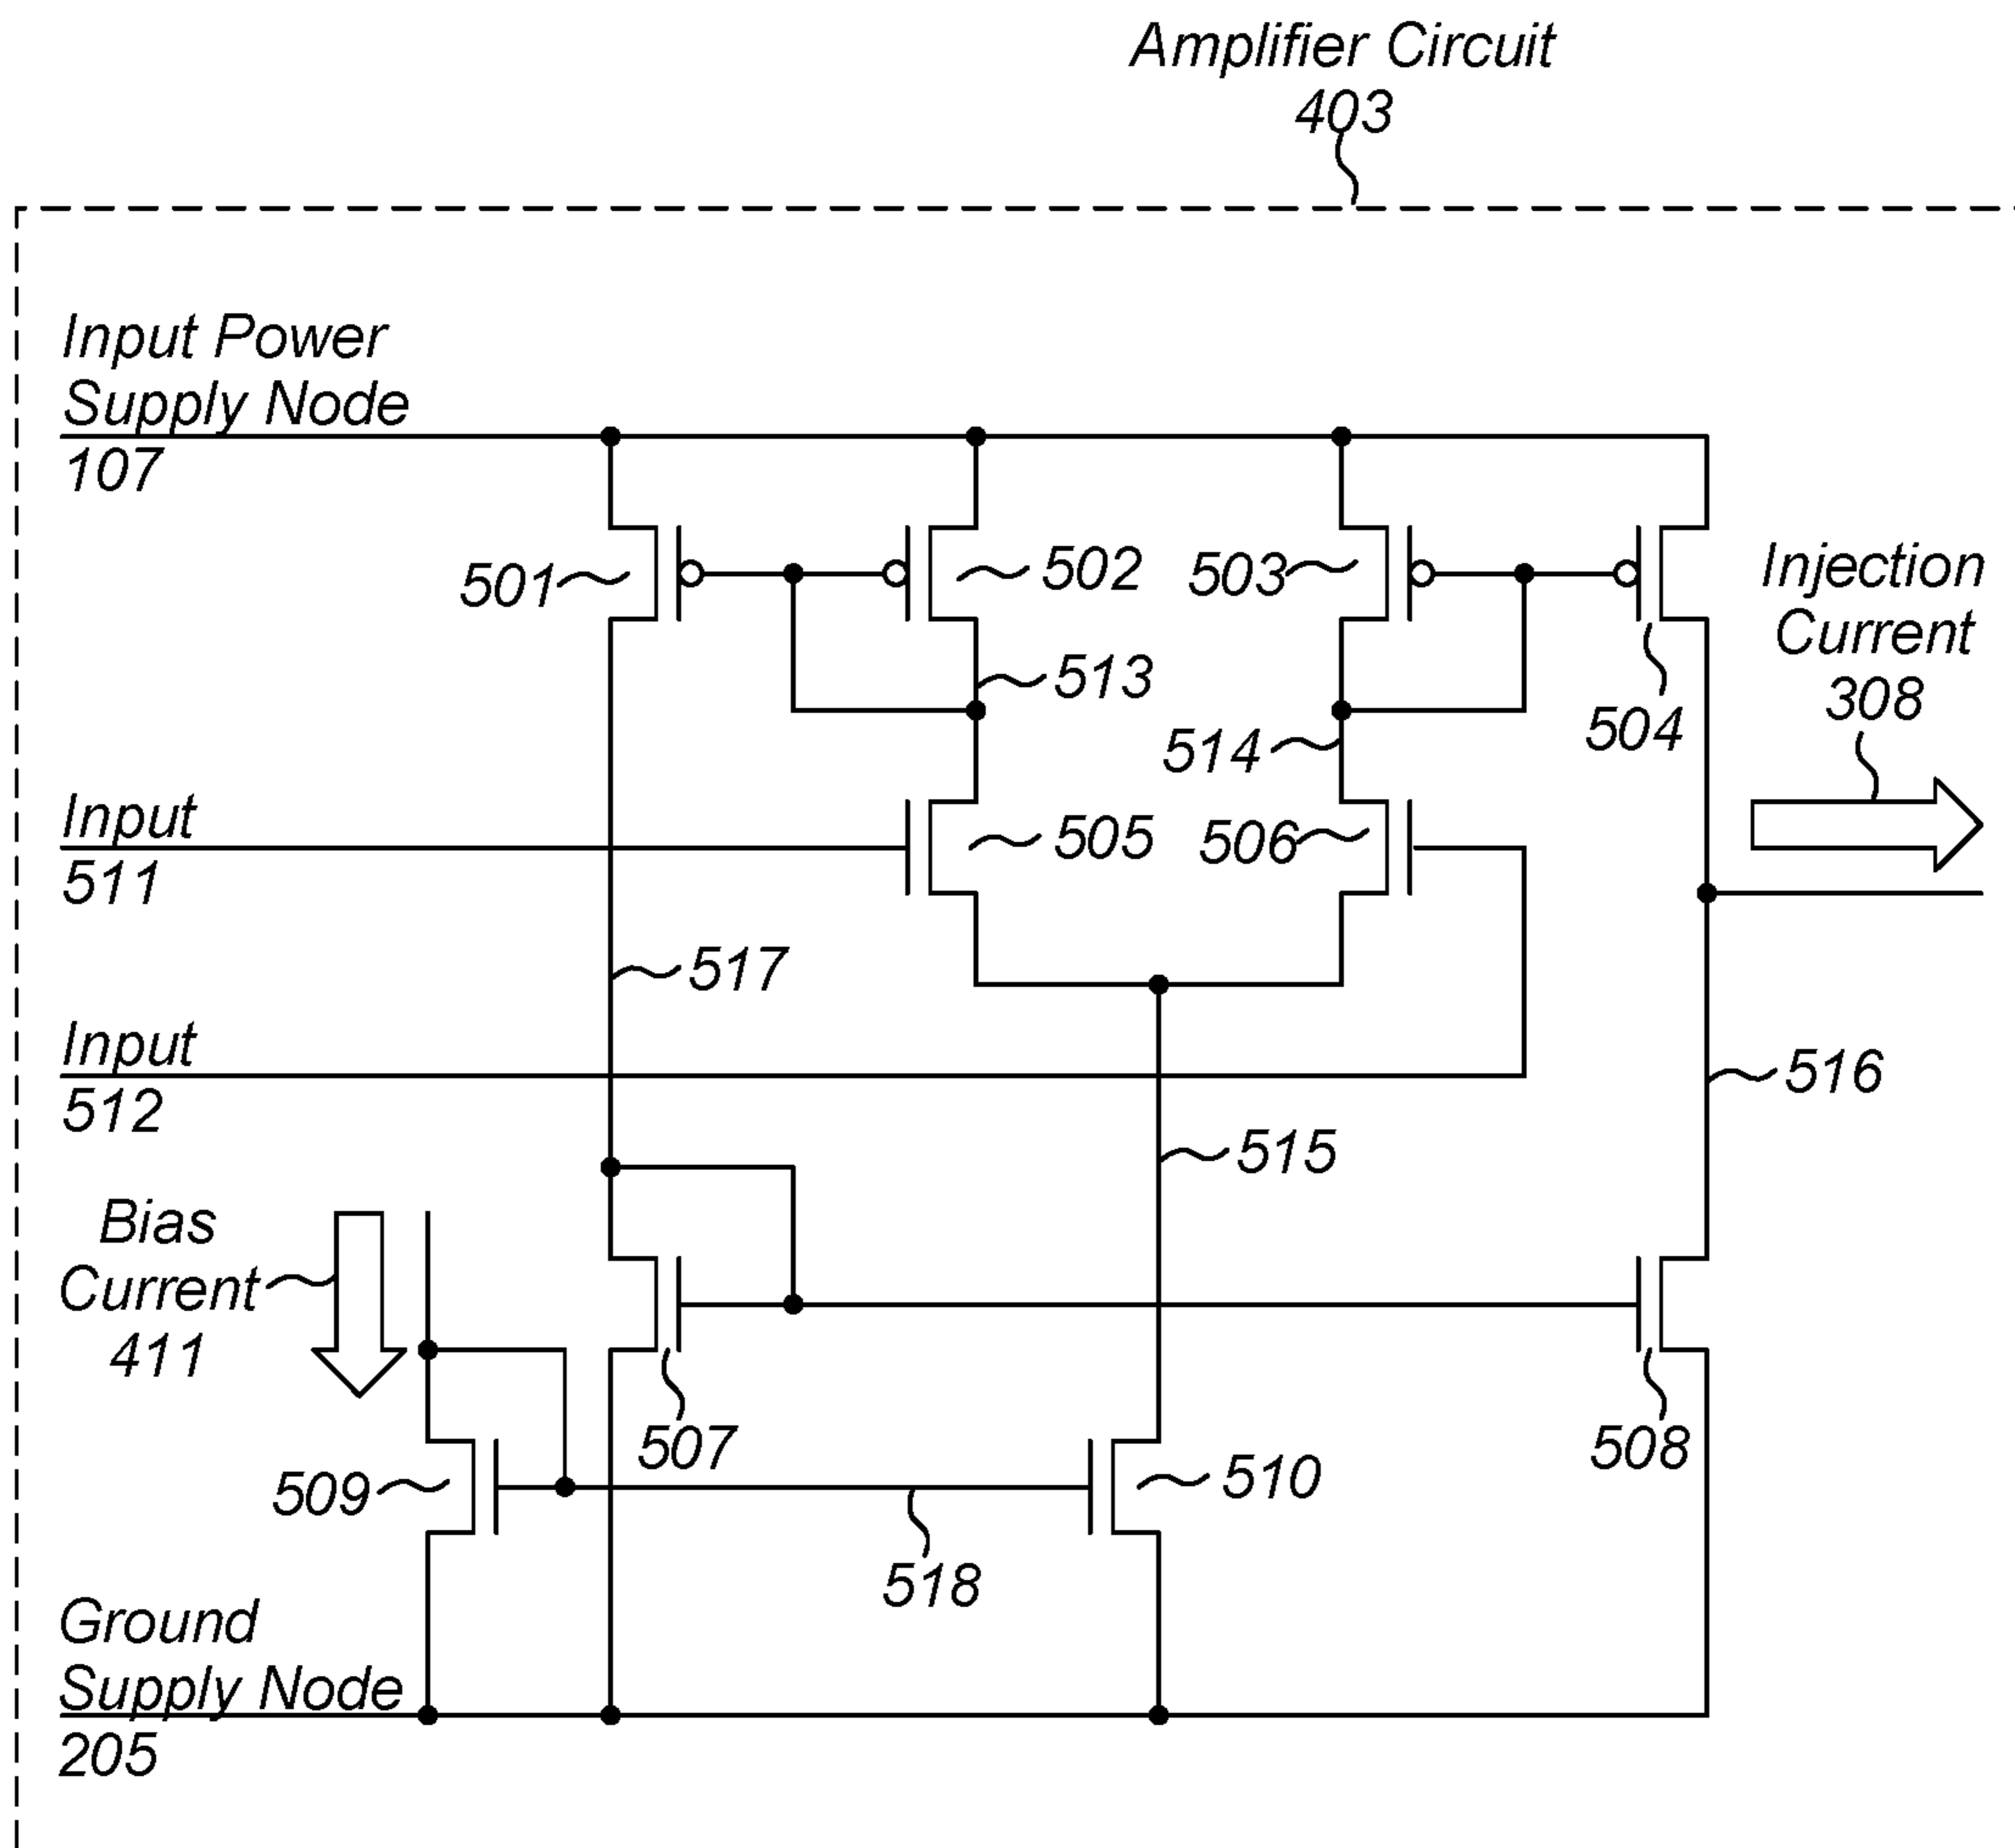 Amplifier Circuit
403
Input Power
Supply Node
107
501
502
503
504
Injection
Current
308
513
514
Input
511
505
506
517
Input
512
516
515
Bias
Current
411
507
508
509
510
518
Ground
Supply Node
205